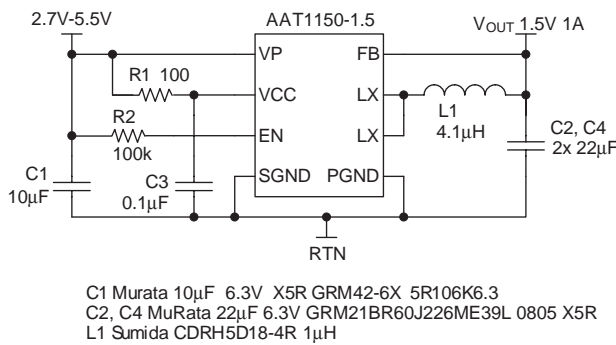 2.7V-5.5V
AAT1150-1.5
VOUT 1.5V 1A
VP
FB
R1 100
VCC
LX
L1
4.1μH
R2
100k
EN
LX
C2, C4
2x 22μF
C1
10μF
C3
0.1μF
SGND
PGND
RTN
C1 Murata 10μF 6.3V X5R GRM42-6X 5R106K6.3
C2, C4 MuRata 22μF 6.3V GRM21BR60J226ME39L 0805 X5R
L1 Sumida CDRH5D18-4R 1μH